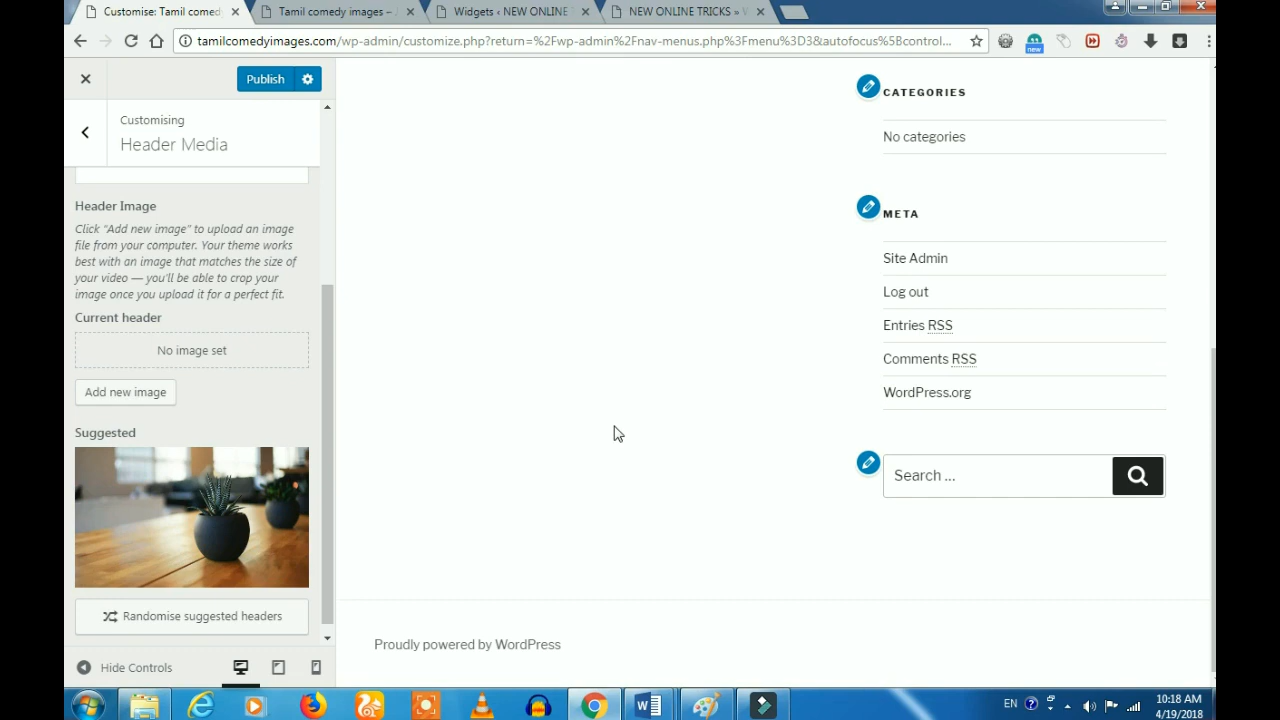 Customise: Tamil comed
Tamil comedy images –
Widgets ‹ NEW ONLINE
NEW ONLINE TRICKS »
tamilcomedyimages.com/wp-admin/customize.php?return=%2Fwp-admin%2Fnav-menus.php%3Fmenu%3D3&autofocus%5Bcontrol...
new
Publish
Customising
Header Media
Header Image
Click “Add new image” to upload an image
file from your computer. Your theme works
best with an image that matches the size of
your video — you’ll be able to crop your
image once you upload it for a perfect fit.
Current header
No image set
Add new image
Suggested
Randomise suggested headers
Hide Controls
CATEGORIES
No categories
META
Site Admin
Log out
Entries RSS
Comments RSS
WordPress.org
Search …
Proudly powered by WordPress
EN
10:18 AM
4/19/2018